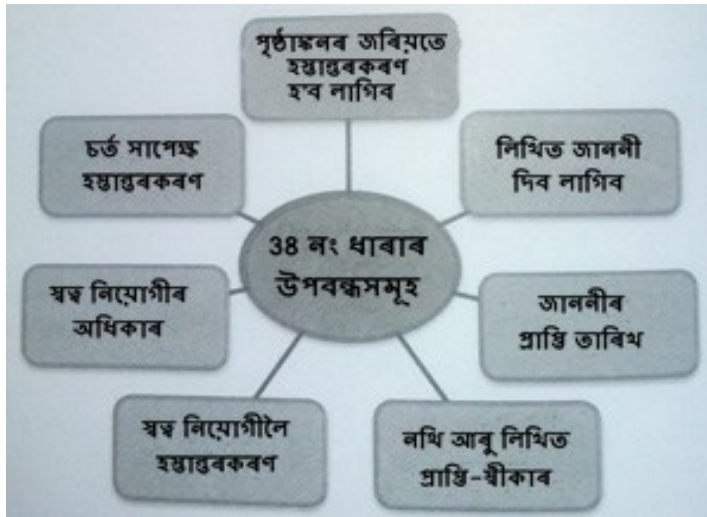 পৃষ্ঠাঙ্কনৰ জৰিয়তে
হস্তান্তৰকৰণ
হ'ব লাগিব
লিখিত জাননী
দিব লাগিব
জাননীৰ
প্ৰাপ্তি তাৰিখ
নথি আৰু লিখিত
প্ৰাপ্তি-স্বীকাৰ
স্বত্ব নিয়োগীলৈ
হস্তান্তৰকৰণ
স্বত্ব নিয়োগীৰ
অধিকাৰ
চৰ্ত সাপেক্ষ
হস্তান্তৰকৰণ
38 নং ধাৰাৰ
উপবন্ধসমূহ